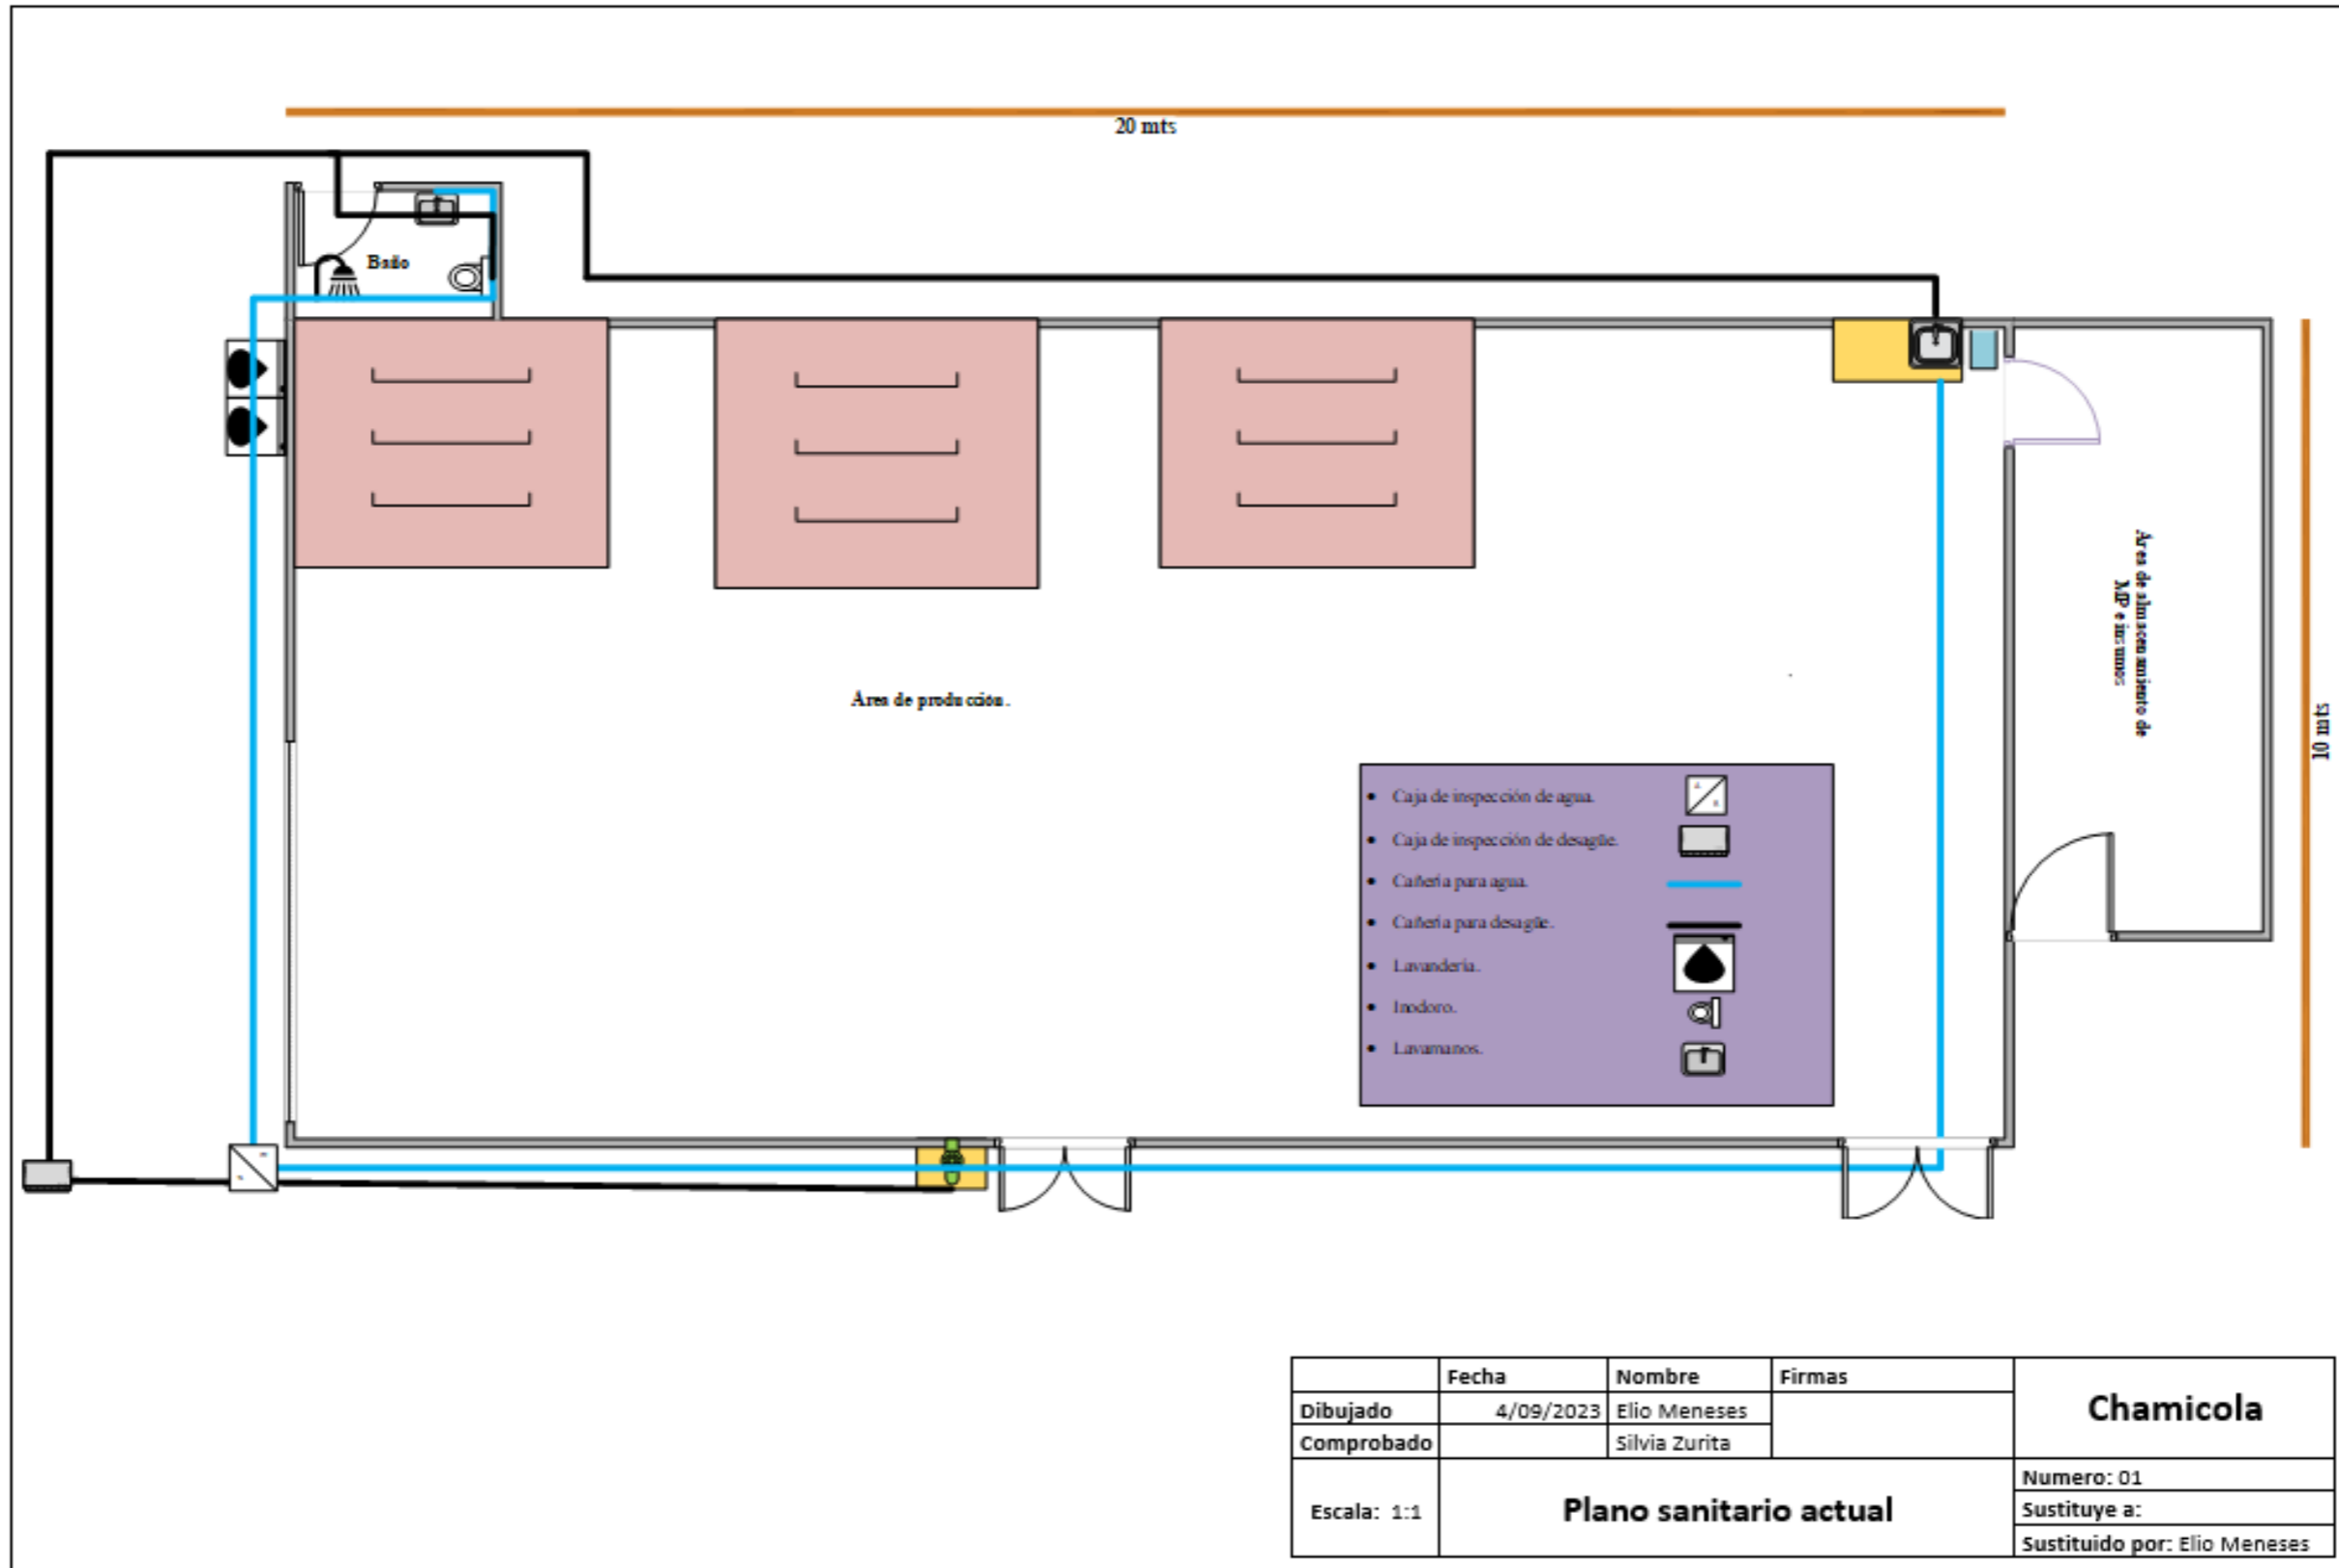 20 mts
Baño
Área de almacenamiento de
MP e insumos
10 mts
Área de producción.
• Caja de inspección de agua.
• Caja de inspección de desagüe.
• Cañería para agua.
• Cañería para desagüe.
• Lavandería.
• Inodoro.
• Lavamanos.
Fecha Nombre Firmas
Chamicola
Dibujado 4/09/2023 Elio Meneses
Comprobado Silvia Zurita
Escala: 1:1
Plano sanitario actual
Numero: 01
Sustituye a:
Sustituido por: Elio Meneses